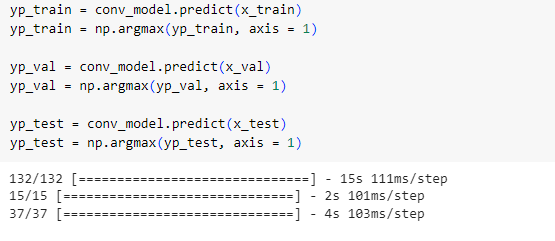 yp_train = conv_model.predict(x_train)
yp_train = np.argmax(yp_train, axis = 1)
yp_val = conv_model.predict(x_val)
yp_val = np.argmax(yp_val, axis = 1)
yp_test = conv_model.predict(x_test)
yp_test = np.argmax(yp_test, axis = 1)
132/132 [==============================] - 15s 111ms/step
15/15 [==============================] - 2s 101ms/step
37/37 [==============================] - 4s 103ms/step